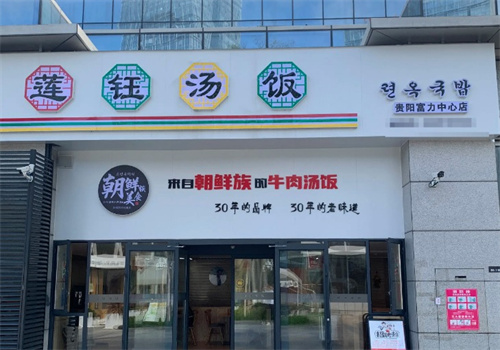 莲钰汤饭
련옥국밥
贵阳富力中心店
朝鲜族美食
来自朝鲜族的牛肉汤饭
30年的品牌 30年的老味道